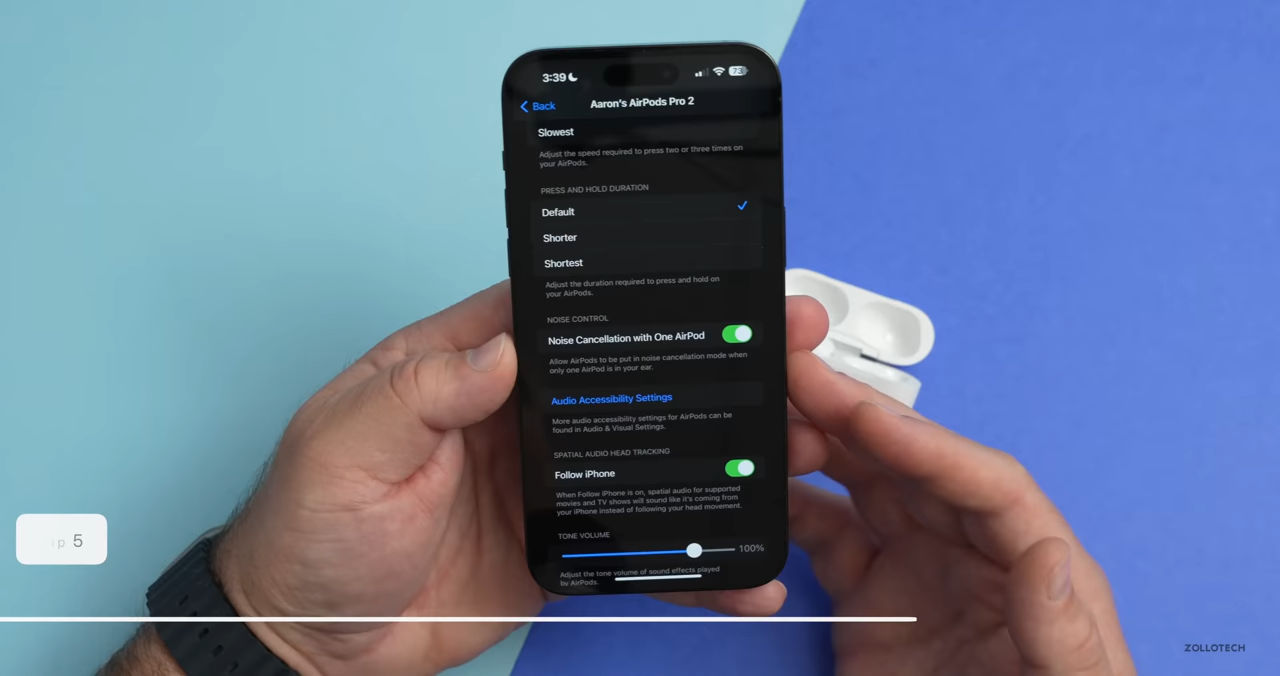 3:39
73
Back
Aaron's AirPods Pro 2
Slowest
Adjust the speed required to press two or three times on
your AirPods.
PRESS AND HOLD DURATION
Default
Shorter
Shortest
Adjust the duration required to press and hold on
your AirPods.
NOISE CONTROL
Noise Cancellation with One AirPod
Allow AirPods to be put in noise cancellation mode when
only one AirPod is in your ear.
Audio Accessibility Settings
More audio accessibility settings for AirPods can be
found in Audio & Visual Settings.
SPATIAL AUDIO HEAD TRACKING
Follow iPhone
When Follow iPhone is on, spatial audio for supported
movies and TV shows will sound like it's coming from
your iPhone instead of following your head movement.
TONE VOLUME
100%
Adjust the tone volume of sound effects played
by AirPods.
ip 5
ZOLLOTECH